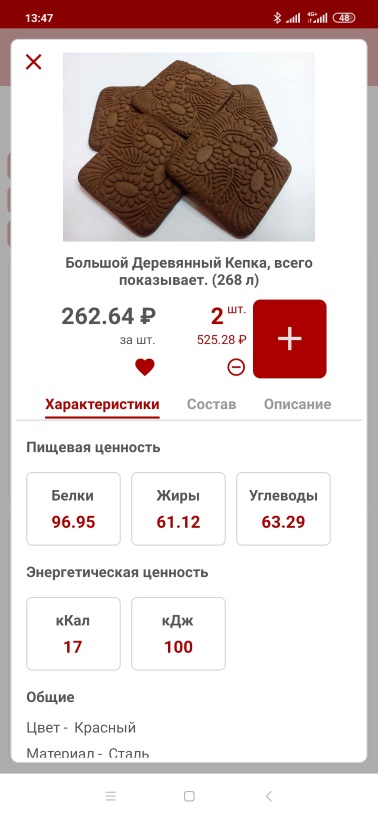 13:47
4G+
48
Большой Деревянный Кепка, всего
показывает. (268 л)
262.64 ₽
2 шт.
за шт.
525.28 ₽
Характеристики
Состав
Описание
Пищевая ценность
Белки
96.95
Жиры
61.12
Углеводы
63.29
Энергетическая ценность
кКал
17
кДж
100
Общие
Цвет - Красный
Материал - Сталь